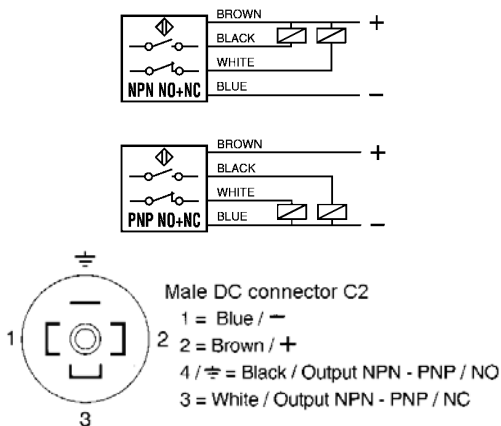 BROWN
+
BLACK
WHITE
BLUE
NPN NO+NC
−
BROWN
+
BLACK
WHITE
BLUE
PNP NO+NC
−
Male DC connector C2
1 = Blue / −
1
2
2 = Brown / +
4 / ⏚ = Black / Output NPN - PNP / NO
3 = White / Output NPN - PNP / NC
3